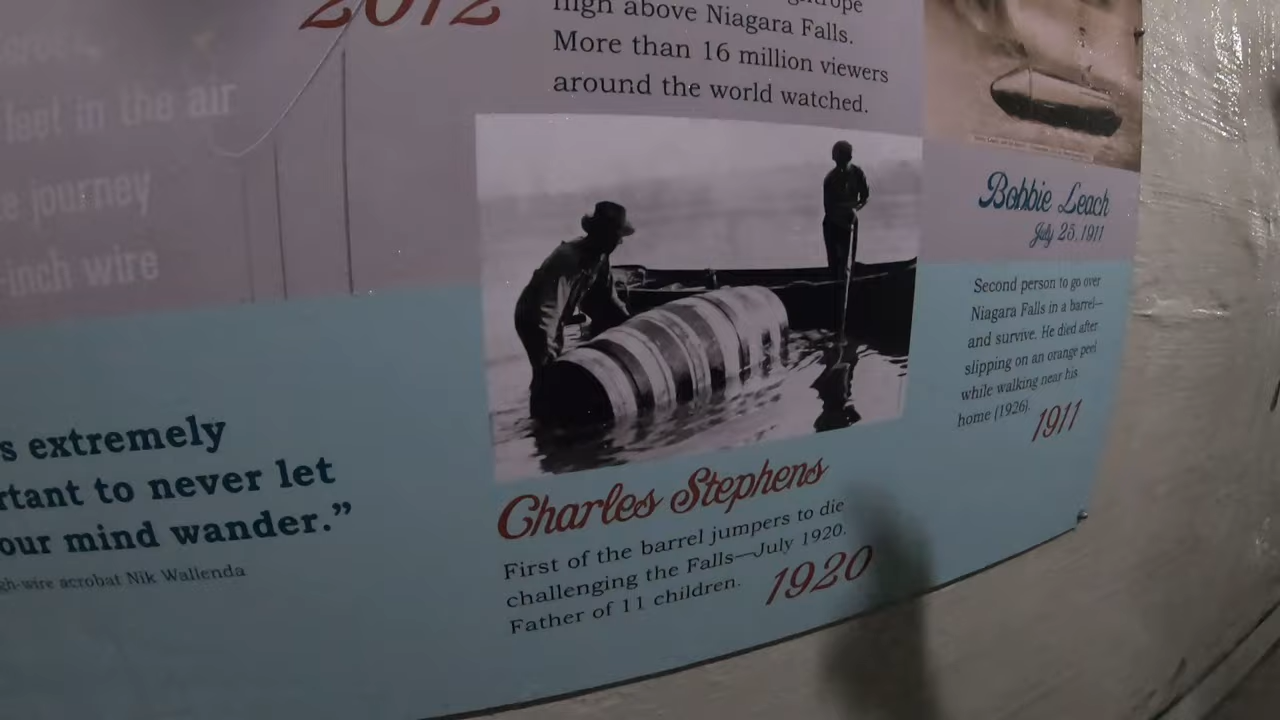 2012
high above Niagara Falls.
More than 16 million viewers
around the world watched.
feet in the air
journey
-inch wire
s extremely
rtant to never let
our mind wander.”
gh-wire acrobat Nik Wallenda
Charles Stephens
First of the barrel jumpers to die
challenging the Falls—July 1920.
Father of 11 children.
1920
Bobbie Leach
July 25, 1911
Second person to go over
Niagara Falls in a barrel—
and survive. He died after
slipping on an orange peel
while walking near his
home (1926).
1911